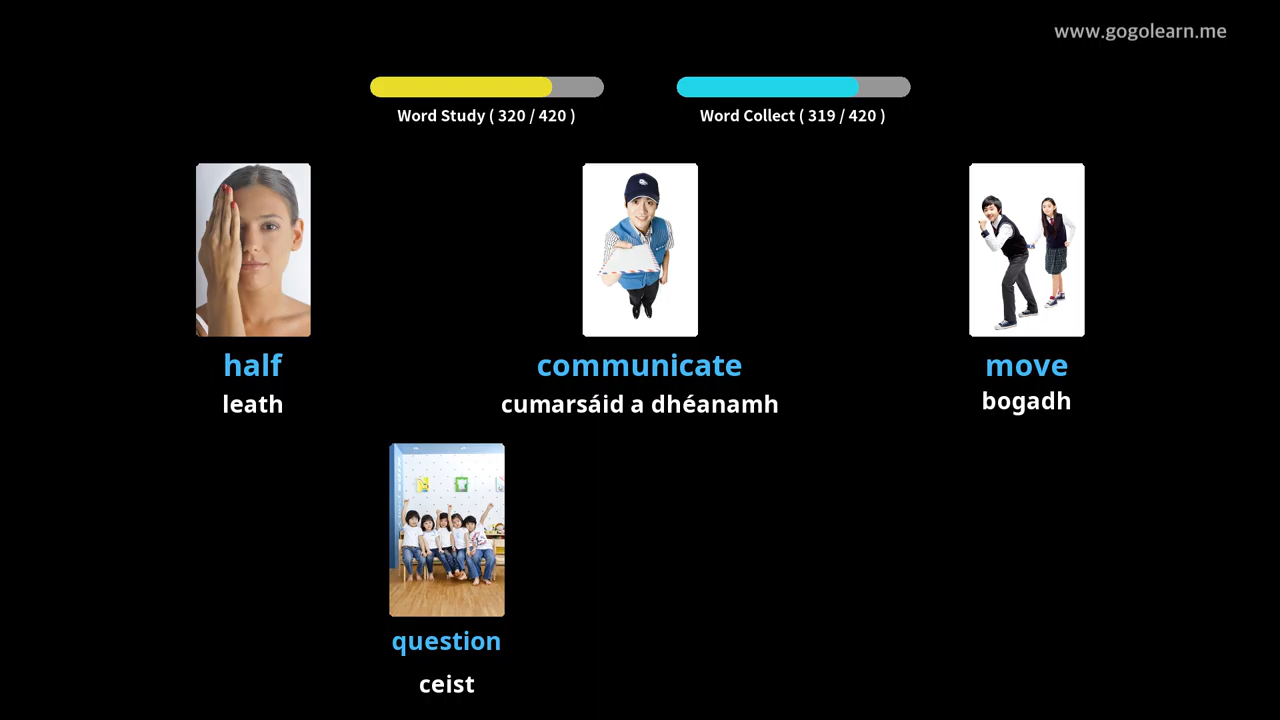 www.gogolearn.me
Word Study ( 320 / 420 )
Word Collect ( 319 / 420 )
half
leath
communicate
cumarsáid a dhéanamh
move
bogadh
question
ceist